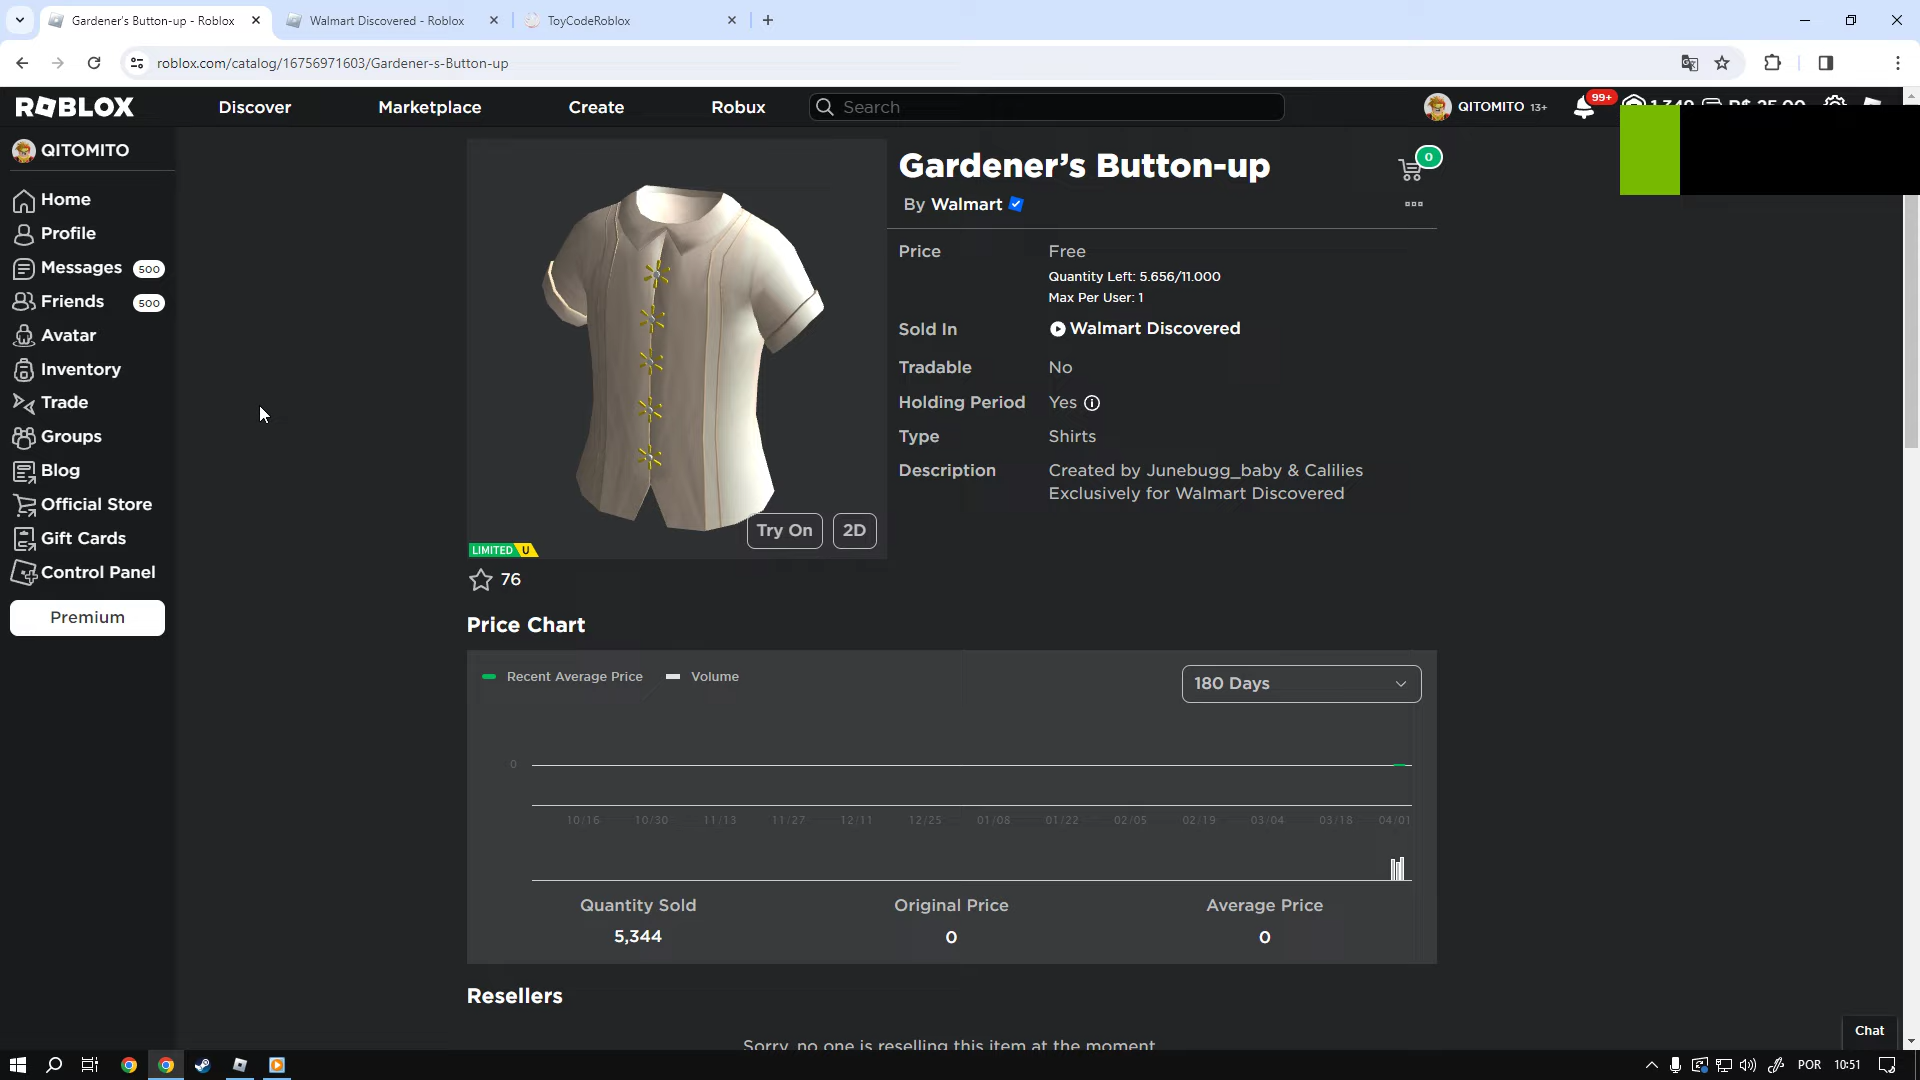 Gardener's Button-up - Roblox
Walmart Discovered - Roblox
ToyCodeRoblox
roblox.com/catalog/16756971603/Gardener-s-Button-up
ROBLOX
Discover
Marketplace
Create
Robux
Search
QITOMITO 13+
99+
QITOMITO
Home
Profile
Messages 500
Friends 500
Avatar
Inventory
Trade
Groups
Blog
Official Store
Gift Cards
Control Panel
Premium
Try On
2D
LIMITED U
76
Gardener’s Button-up
0
By Walmart
Price Free
Quantity Left: 5.656/11.000
Max Per User: 1
Sold In Walmart Discovered
Tradable No
Holding Period Yes
Type Shirts
Description Created by Junebugg_baby & Calilies
Exclusively for Walmart Discovered
Price Chart
Recent Average Price
Volume
180 Days
0
10/16 10/30 11/13 11/27 12/11 12/25 01/08 01/22 02/05 02/19 03/04 03/18 04/01
Quantity Sold Original Price Average Price
5,344 0 0
Resellers
Sorry, no one is reselling this item at the moment
Chat
POR 10:51